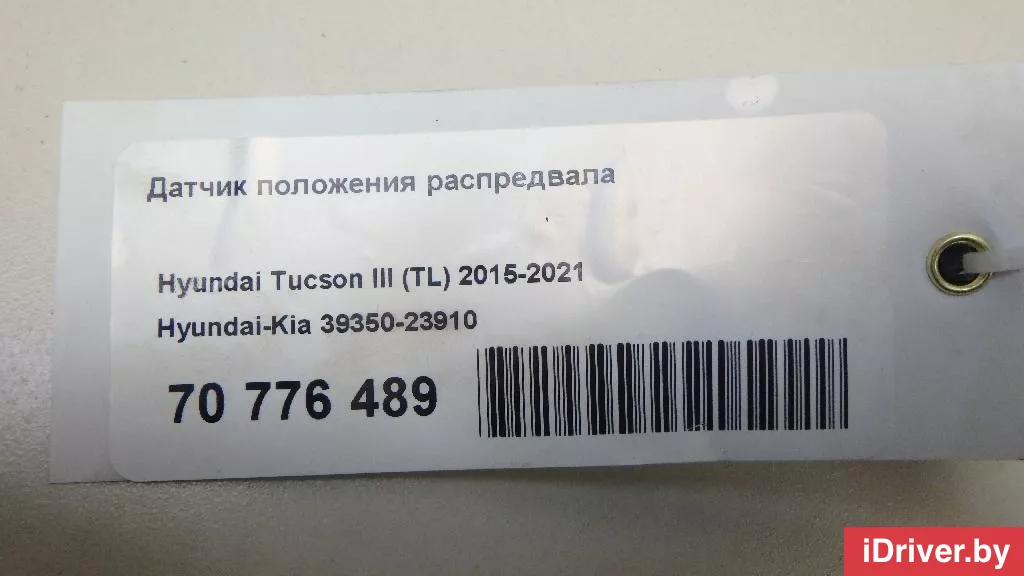 Датчик положения распредвала
Hyundai Tucson III (TL) 2015-2021
Hyundai-Kia 39350-23910
70 776 489
iDriver.by